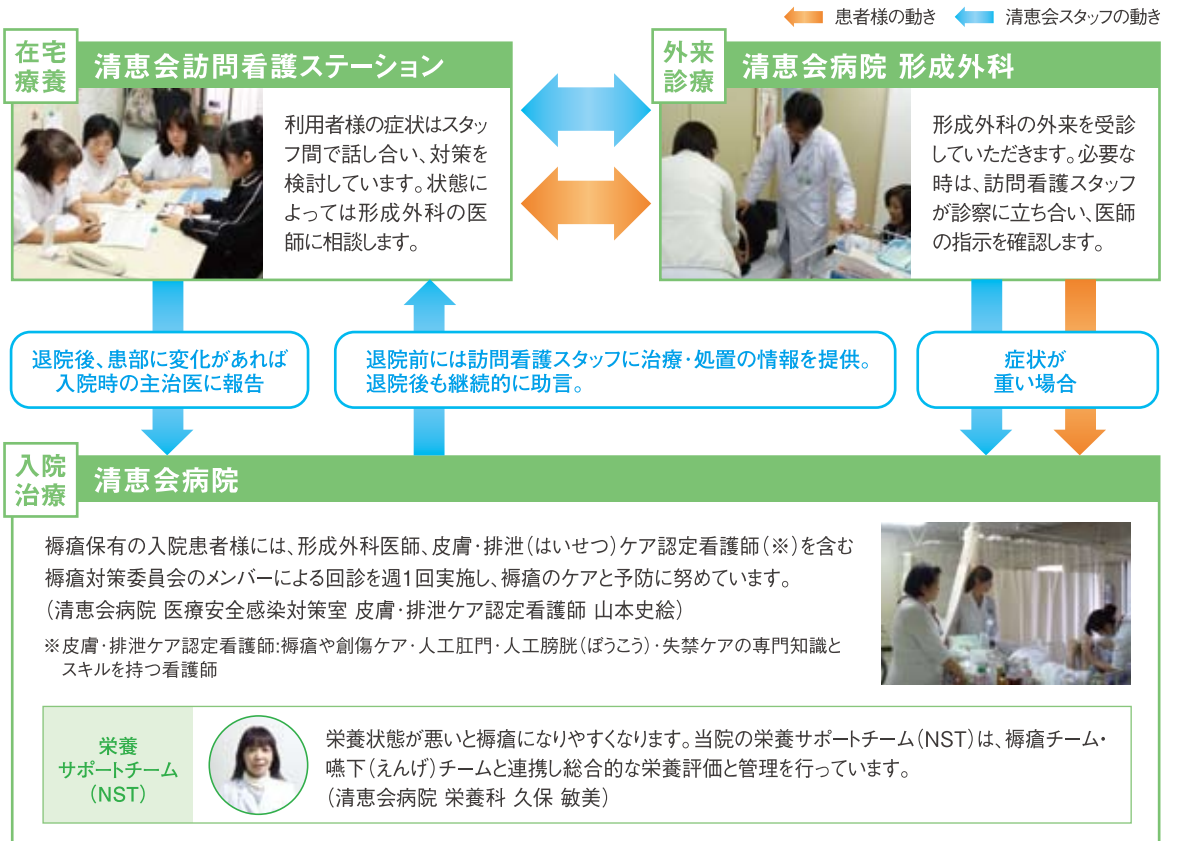 患者様の動き 清恵会スタッフの動き
在宅
療養
清恵会訪問看護ステーション
利用者様の症状はスタッ
フ間で話し合い、対策を
検討しています。状態に
よっては形成外科の医
師に相談します。
外来
診療
清恵会病院 形成外科
形成外科の外来を受診
していただきます。必要な
時は、訪問看護スタッフ
が診察に立ち合い、医師
の指示を確認します。
退院後、患部に変化があれば
入院時の主治医に報告
退院前には訪問看護スタッフに治療・処置の情報を提供。
退院後も継続的に助言。
症状が
重い場合
入院
治療
清恵会病院
褥瘡保有の入院患者様には、形成外科医師、皮膚・排泄(はいせつ)ケア認定看護師(※)を含む
褥瘡対策委員会のメンバーによる回診を週1回実施し、褥瘡のケアと予防に努めています。
(清恵会病院 医療安全感染対策室 皮膚・排泄ケア認定看護師 山本史絵)
※皮膚・排泄ケア認定看護師:褥瘡や創傷ケア・人工肛門・人工膀胱(ぼうこう)・失禁ケアの専門知識と
スキルを持つ看護師
栄養
サポートチーム
(NST)
栄養状態が悪いと褥瘡になりやすくなります。当院の栄養サポートチーム(NST)は、褥瘡チーム・
嚥下(えんげ)チームと連携し総合的な栄養評価と管理を行っています。
(清恵会病院 栄養科 久保 敏美)